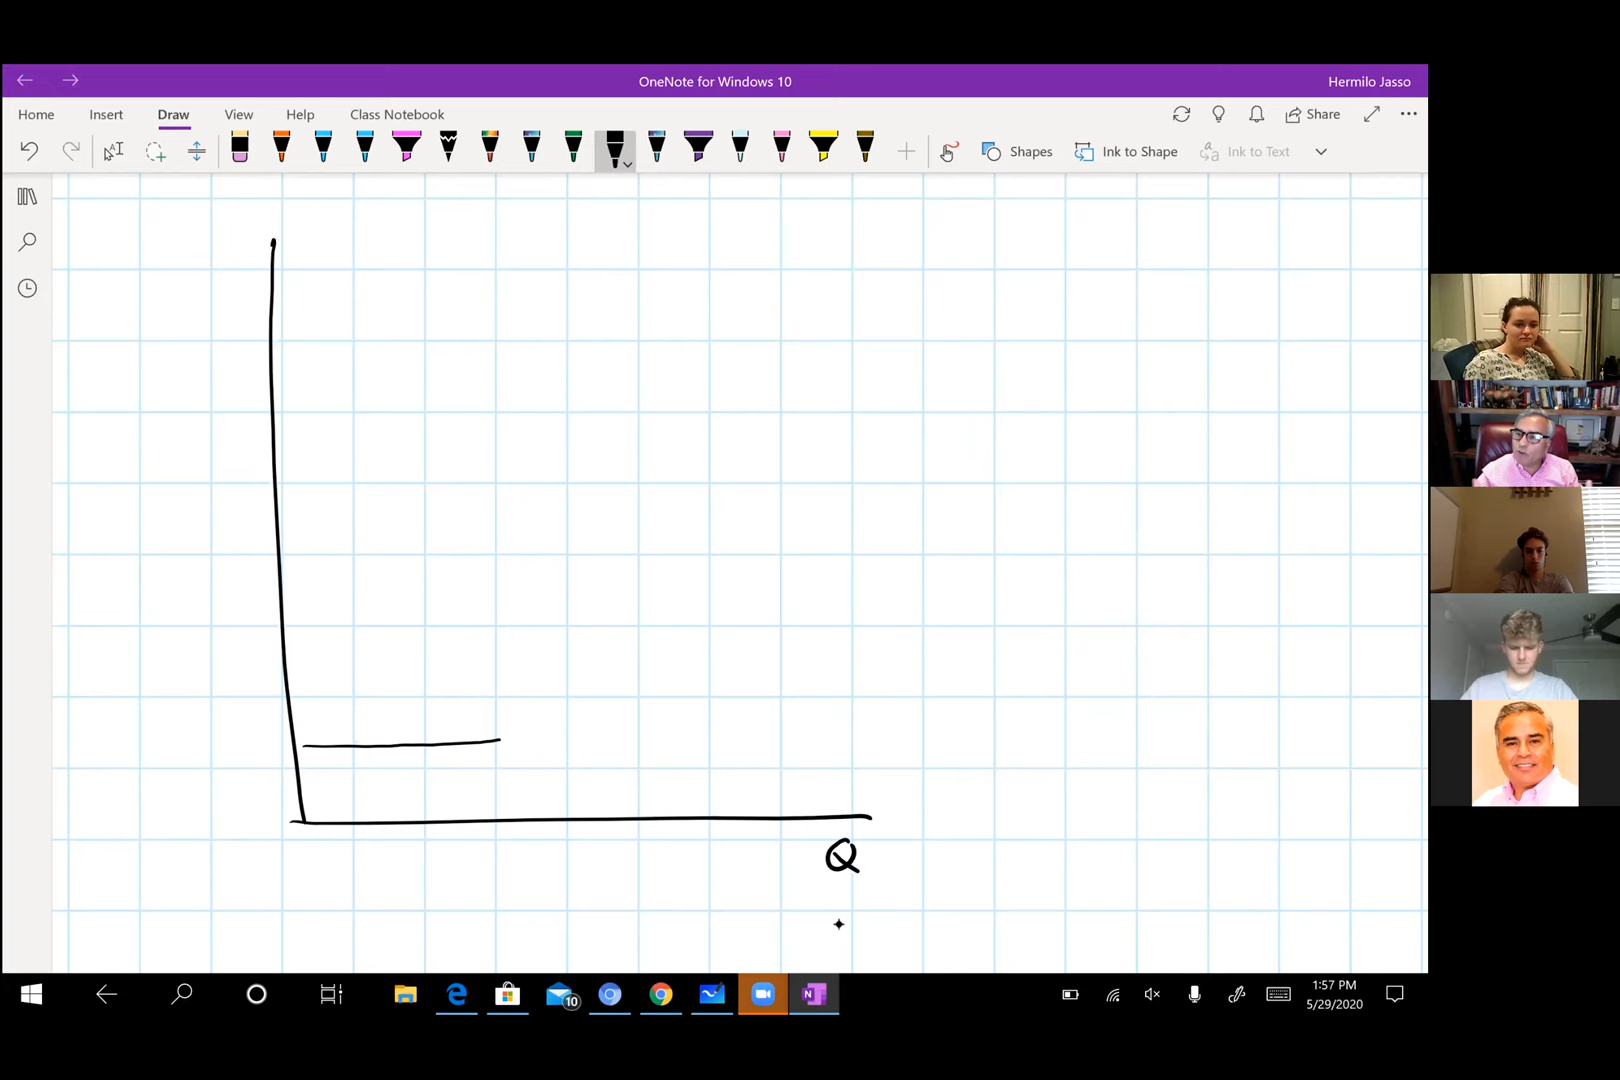 OneNote for Windows 10
Hermilo Jasso
Home Insert Draw View Help Class Notebook
Share
Shapes Ink to Shape Ink to Text
Q
10
1:57 PM
5/29/2020